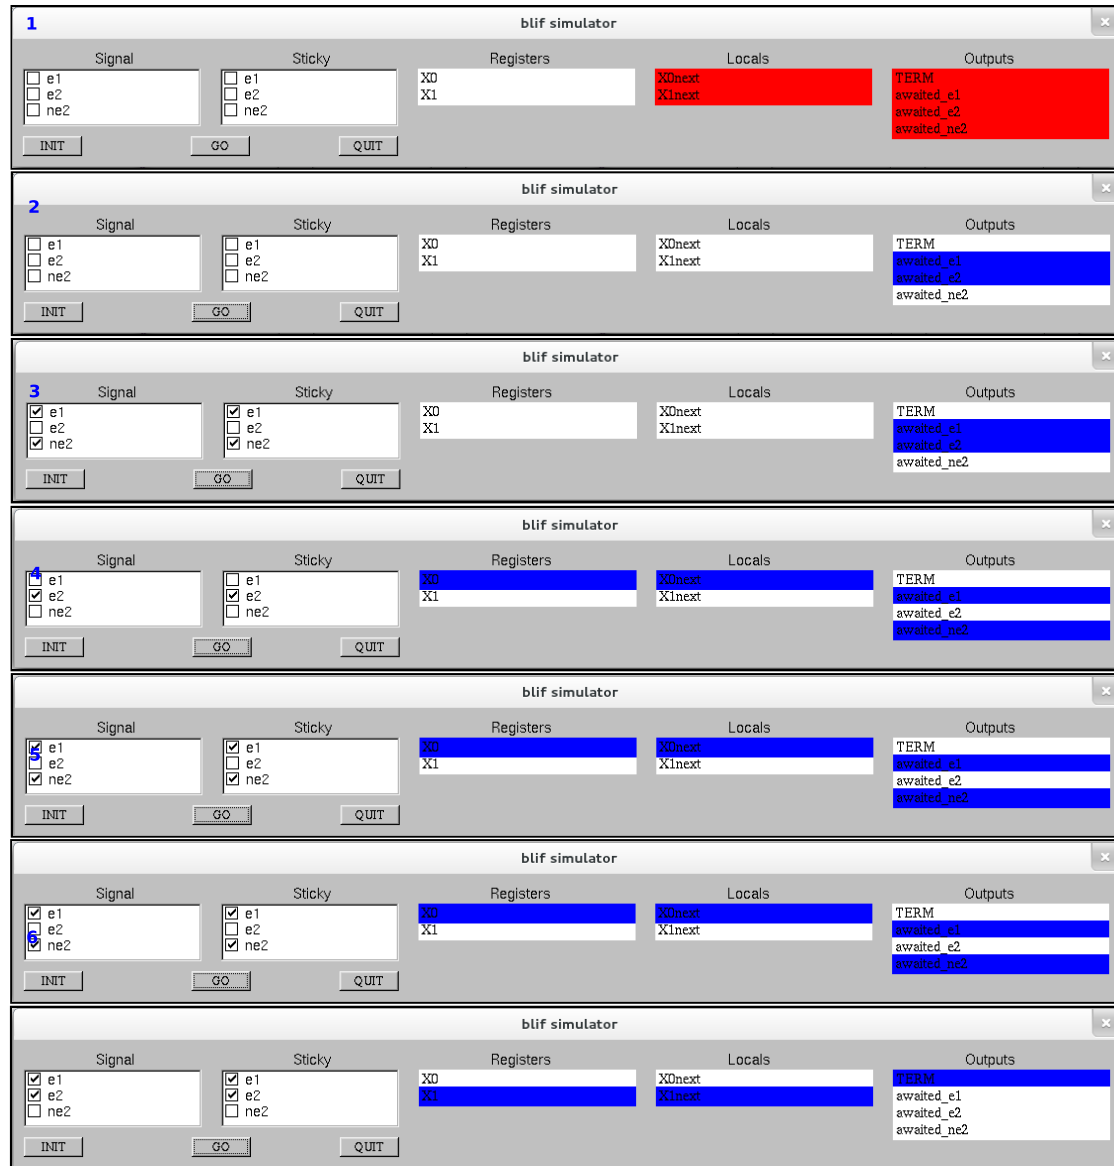 1
blif simulator
Signal Sticky Registers Locals Outputs
e1 e1 X0 X0next TERM
e2 e2 X1 X1next awaited_e1
ne2 ne2 awaited_e2
awaited_ne2
INIT GO QUIT
blif simulator
2
Signal Sticky Registers Locals Outputs
e1 e1 X0 X0next TERM
e2 e2 X1 X1next awaited_e1
ne2 ne2 awaited_e2
awaited_ne2
INIT GO QUIT
blif simulator
3 Signal Sticky Registers Locals Outputs
e1 e1 X0 X0next TERM
e2 e2 X1 X1next awaited_e1
ne2 ne2 awaited_e2
awaited_ne2
INIT GO QUIT
blif simulator
Signal Sticky Registers Locals Outputs
4 e1 e1 X0 X0next TERM
e2 e2 X1 X1next awaited_e1
ne2 ne2 awaited_e2
awaited_ne2
INIT GO QUIT
blif simulator
Signal Sticky Registers Locals Outputs
e1 e1 X0 X0next TERM
5 e2 e2 X1 X1next awaited_e1
ne2 ne2 awaited_e2
awaited_ne2
INIT GO QUIT
blif simulator
Signal Sticky Registers Locals Outputs
e1 e1 X0 X0next TERM
e2 e2 X1 X1next awaited_e1
6 ne2 ne2 awaited_e2
awaited_ne2
INIT GO QUIT
blif simulator
Signal Sticky Registers Locals Outputs
e1 e1 X0 X0next TERM
e2 e2 X1 X1next awaited_e1
ne2 ne2 awaited_e2
awaited_ne2
INIT GO QUIT